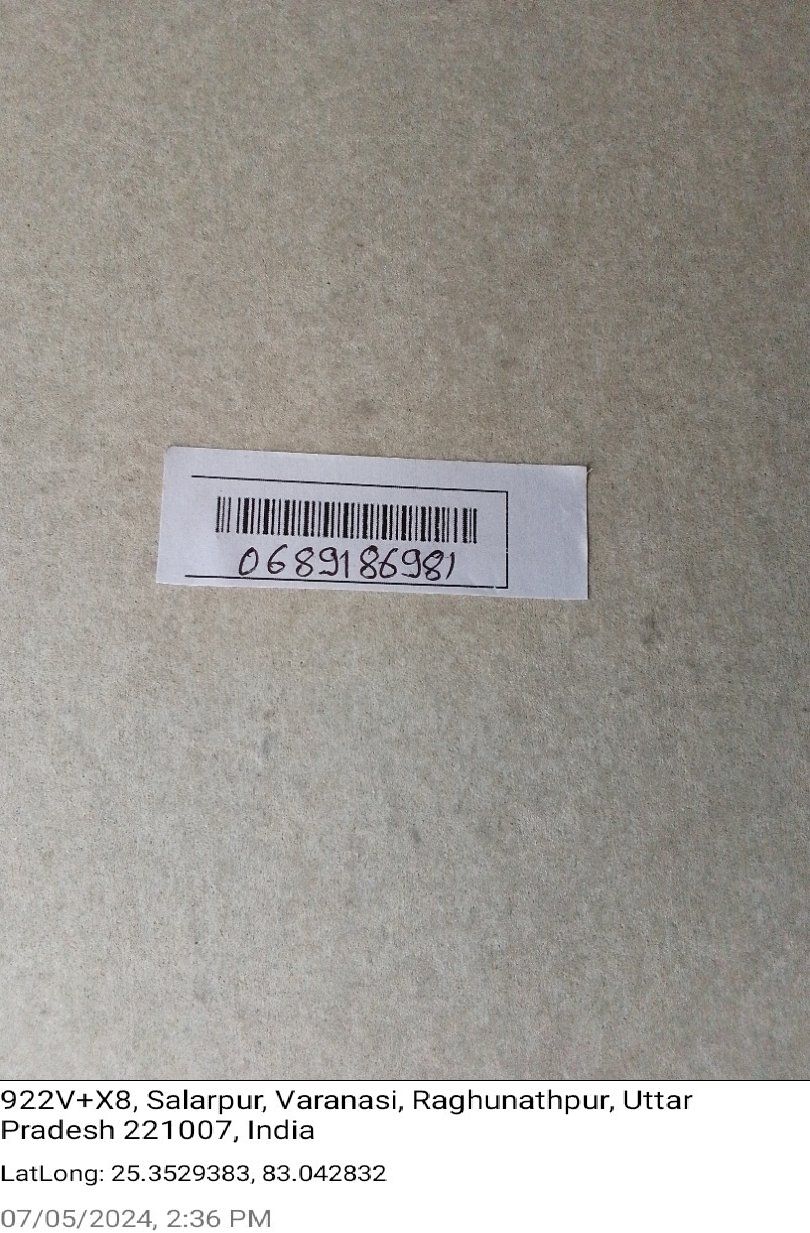 0689186981
922V+X8, Salarpur, Varanasi, Raghunathpur, Uttar
Pradesh 221007, India
LatLong: 25.3529383, 83.042832
07/05/2024, 2:36 PM